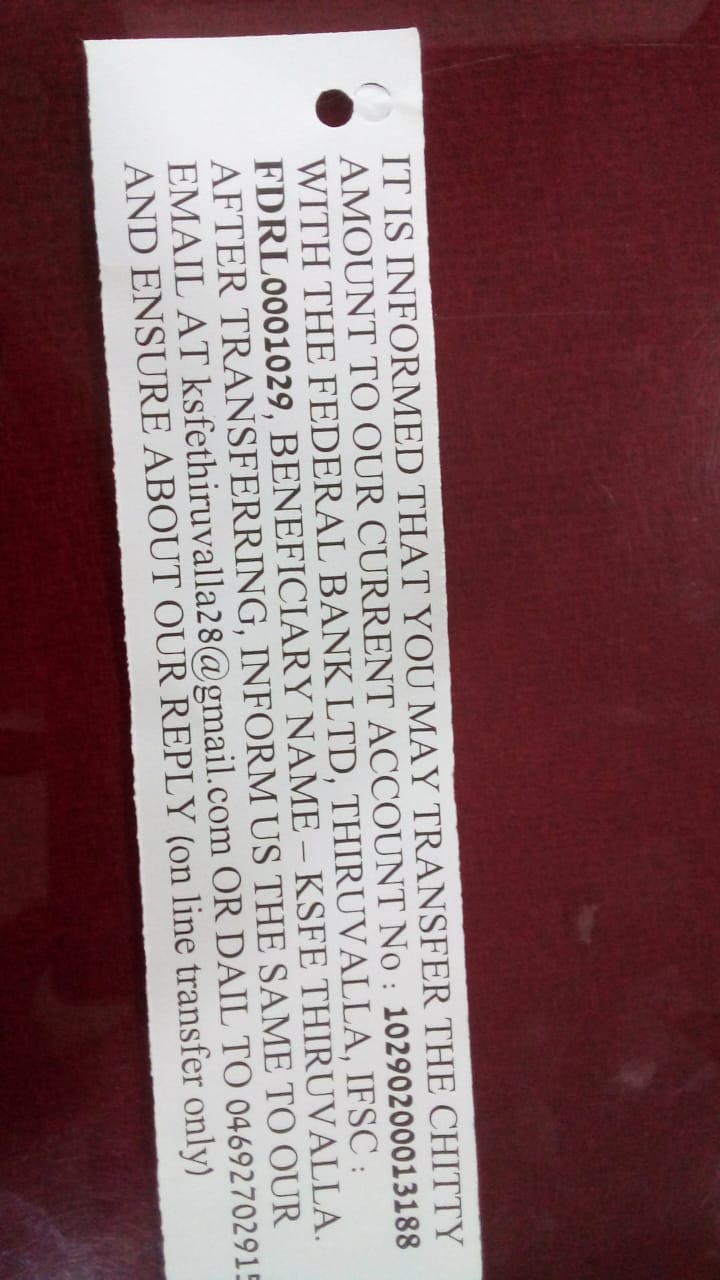 IT IS INFORMED THAT YOU MAY TRANSFER THE CHITTY
AMOUNT TO OUR CURRENT ACCOUNT No : 10290200013188
WITH THE FEDERAL BANK LTD, THIRUVALLA, IFSC :
FDRL0001029, BENEFICIARY NAME – KSFE THIRUVALLA.
AFTER TRANSFERRING, INFORM US THE SAME TO OUR
EMAIL AT ksfethiruvalla28@gmail.com OR DAIL TO 04692702915
AND ENSURE ABOUT OUR REPLY (on line transfer only)